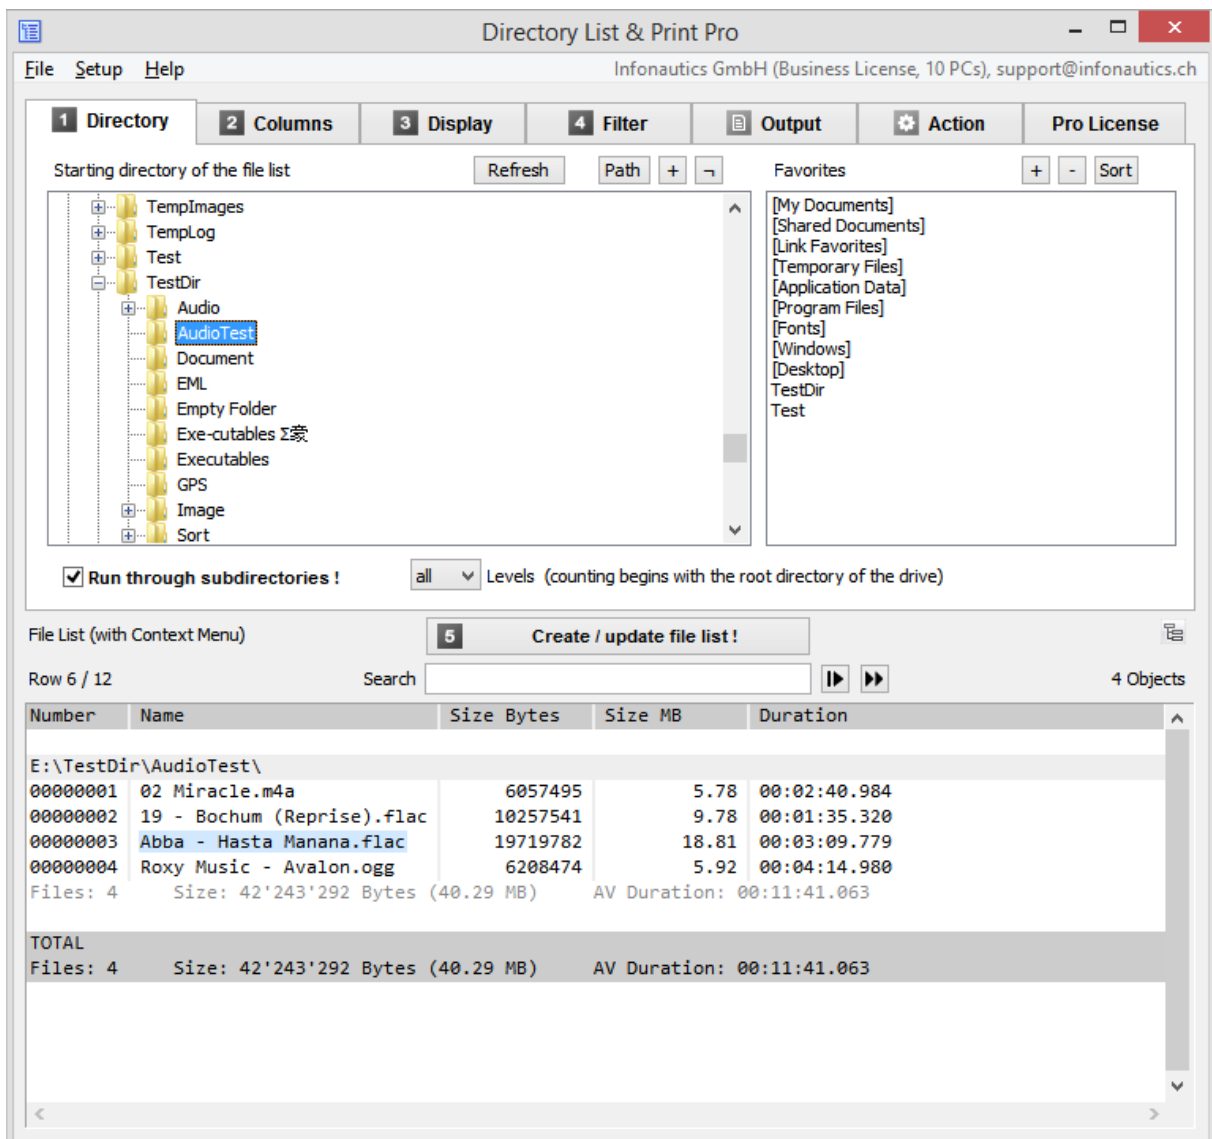 Directory List & Print Pro
File Setup Help
Infonautics GmbH (Business License, 10 PCs), support@infonautics.ch
1 Directory
2 Columns
3 Display
4 Filter
Output
Action
Pro License
Starting directory of the file list
Refresh
Path + ¬
Favorites
+ - Sort
TempImages
TempLog
Test
TestDir
Audio
AudioTest
Document
EML
Empty Folder
Exe-cutables Σ
Executables
GPS
Image
Sort
[My Documents]
[Shared Documents]
[Link Favorites]
[Temporary Files]
[Application Data]
[Program Files]
[Fonts]
[Windows]
[Desktop]
TestDir
Test
Run through subdirectories !
all Levels (counting begins with the root directory of the drive)
File List (with Context Menu)
5 Create / update file list !
Row 6 / 12
Search
4 Objects
Number Name Size Bytes Size MB Duration
E:\TestDir\AudioTest\
00000001 02 Miracle.m4a 6057495 5.78 00:02:40.984
00000002 19 - Bochum (Reprise).flac 10257541 9.78 00:01:35.320
00000003 Abba - Hasta Manana.flac 19719782 18.81 00:03:09.779
00000004 Roxy Music - Avalon.ogg 6208474 5.92 00:04:14.980
Files: 4 Size: 42'243'292 Bytes (40.29 MB) AV Duration: 00:11:41.063
TOTAL
Files: 4 Size: 42'243'292 Bytes (40.29 MB) AV Duration: 00:11:41.063